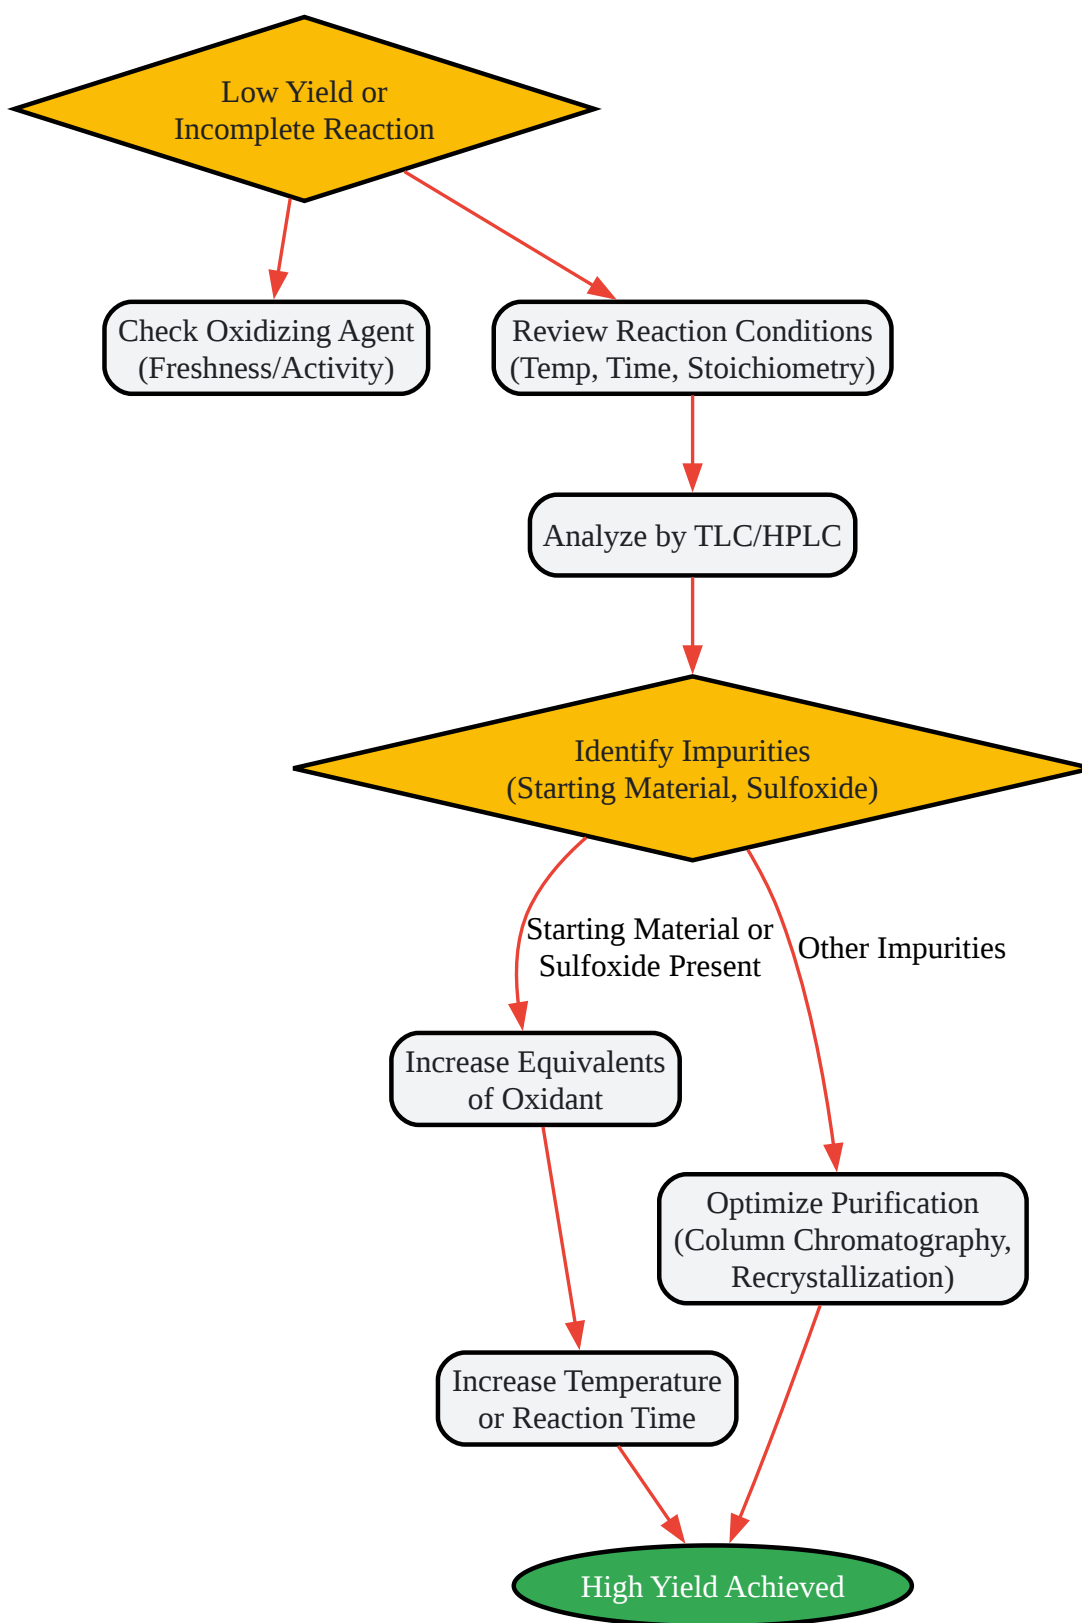 Low Yield or
Incomplete Reaction
Check Oxidizing Agent
(Freshness/Activity)
Review Reaction Conditions
(Temp, Time, Stoichiometry)
Analyze by TLC/HPLC
Identify Impurities
(Starting Material, Sulfoxide)
Starting Material or
Sulfoxide Present
Other Impurities
Increase Equivalents
of Oxidant
Optimize Purification
(Column Chromatography,
Recrystallization)
Increase Temperature
or Reaction Time
High Yield Achieved